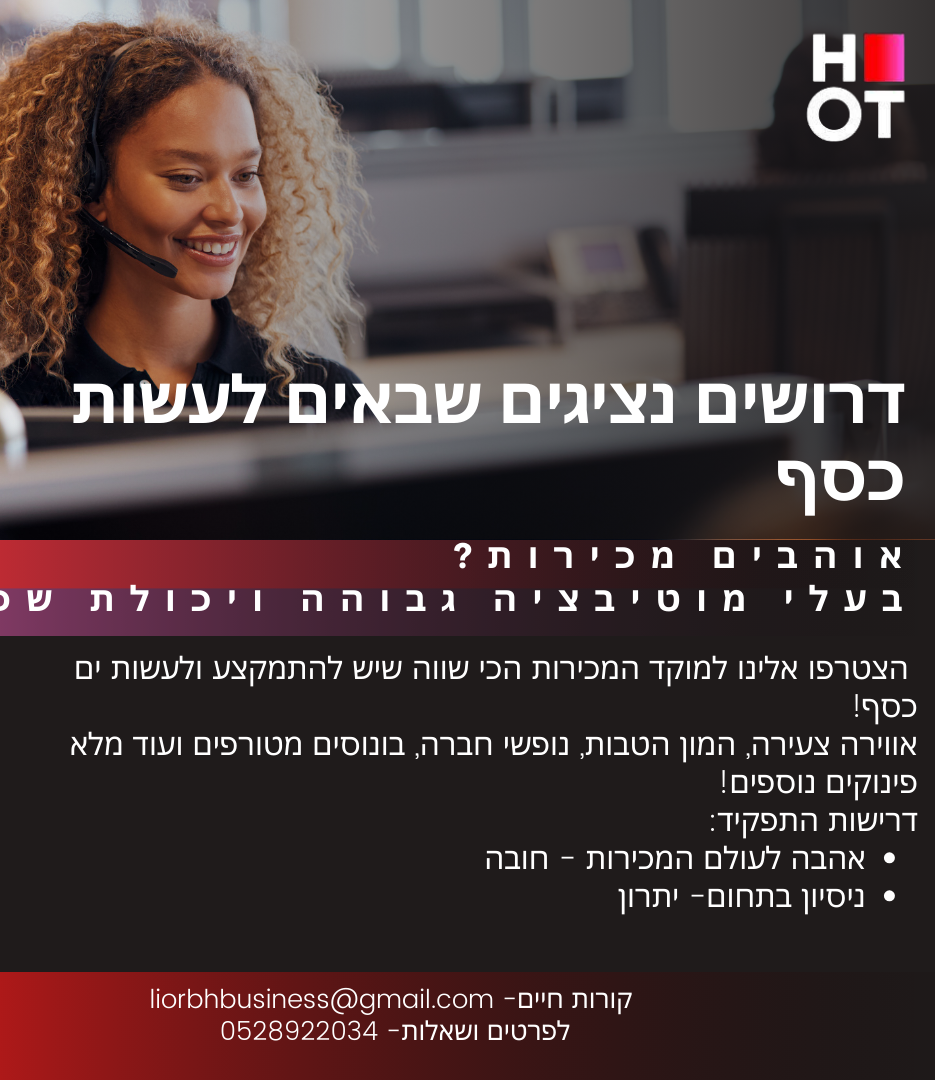 H
OT
דרושים נציגים שבאים לעשות
כסף
אוהבים מכירות?
בעלי מוטיבציה גבוהה ויכולת
הצטרפו אלינו למוקד המכירות הכי שווה שיש להתמקצע ולעשות ים
כסף!
אווירה צעירה, המון הטבות, נופשי חברה, בונוסים מטורפים ועוד מלא
פינוקים נוספים!
דרישות התפקיד:
• אהבה לעולם המכירות - חובה
• ניסיון בתחום- יתרון
קורות חיים- liorbhbusiness@gmail.com
לפרטים ושאלות- 0528922034